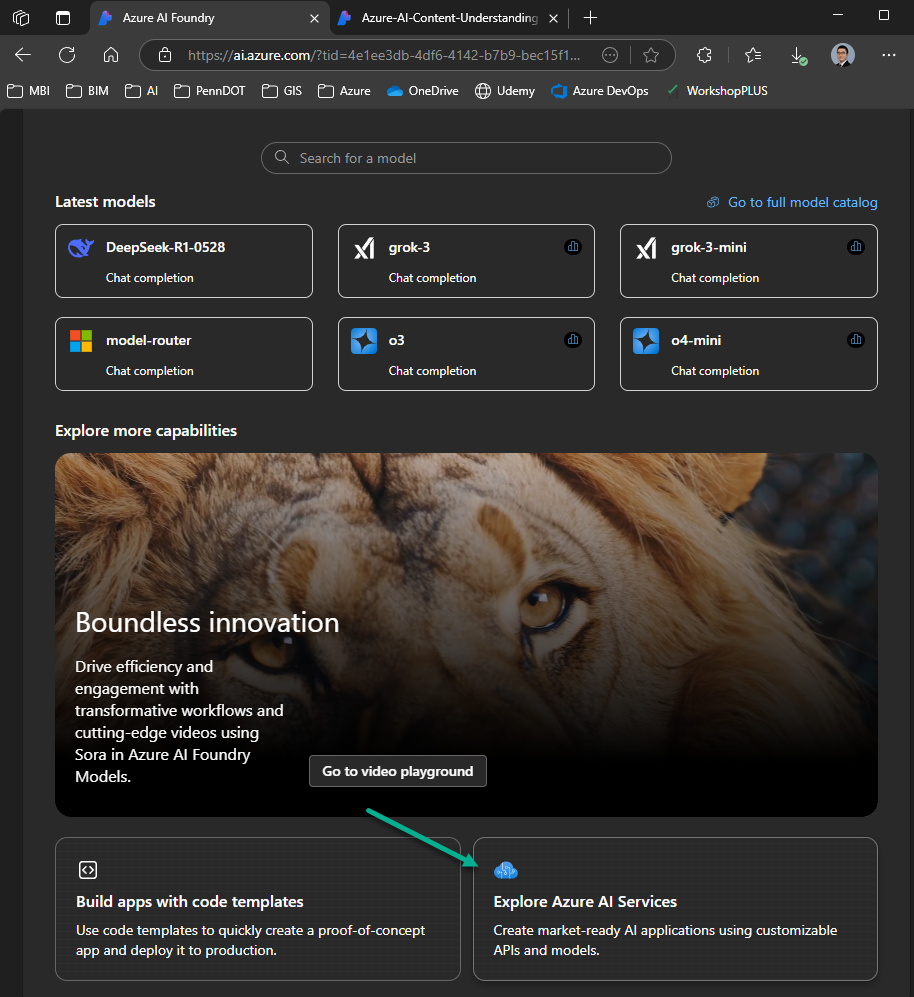 Azure AI Foundry
Azure-AI-Content-Understanding
https://ai.azure.com/?tid=4e1ee3db-4df6-4142-b7b9-bec15f1...
MBI BIM AI PennDOT GIS Azure OneDrive Udemy Azure DevOps WorkshopPLUS
Search for a model
Latest models
Go to full model catalog
DeepSeek-R1-0528
Chat completion
grok-3
Chat completion
grok-3-mini
Chat completion
model-router
Chat completion
o3
Chat completion
o4-mini
Chat completion
Explore more capabilities
Boundless innovation
Drive efficiency and
engagement with
transformative workflows and
cutting-edge videos using
Sora in Azure AI Foundry
Models.
Go to video playground
Build apps with code templates
Use code templates to quickly create a proof-of-concept
app and deploy it to production.
Explore Azure AI Services
Create market-ready AI applications using customizable
APIs and models.